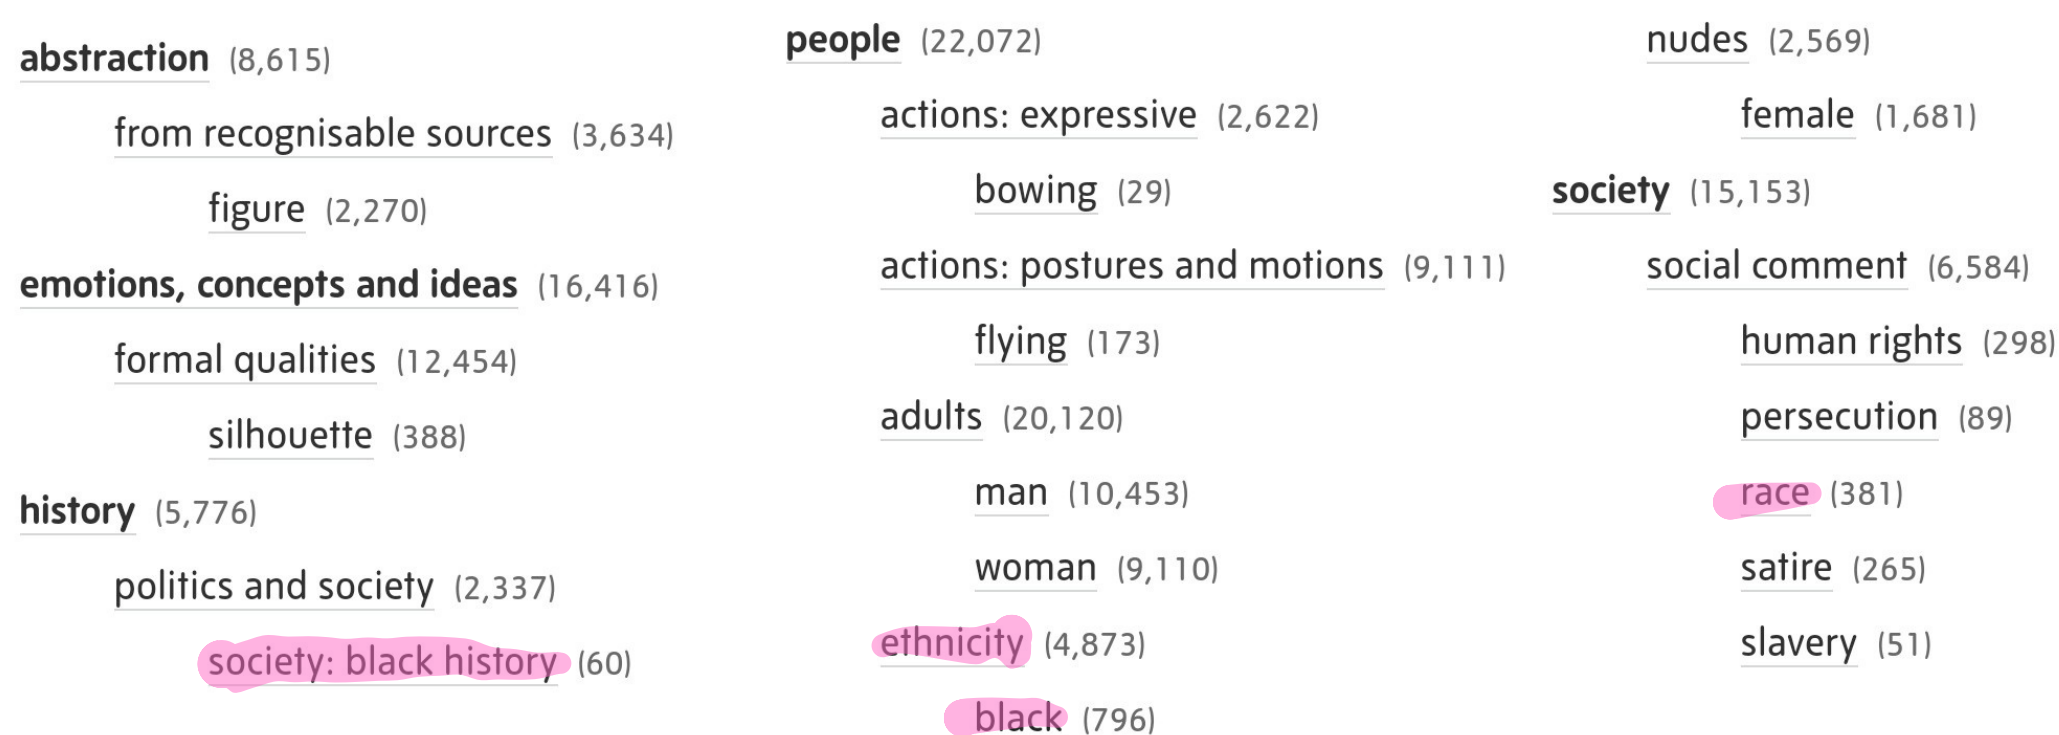 abstraction (8,615)
from recognisable sources (3,634)
figure (2,270)
emotions, concepts and ideas (16,416)
formal qualities (12,454)
silhouette (388)
history (5,776)
politics and society (2,337)
society: black history (60)
people (22,072)
actions: expressive (2,622)
bowing (29)
actions: postures and motions (9,111)
flying (173)
adults (20,120)
man (10,453)
woman (9,110)
ethnicity (4,873)
black (796)
nudes (2,569)
female (1,681)
society (15,153)
social comment (6,584)
human rights (298)
persecution (89)
race (381)
satire (265)
slavery (51)